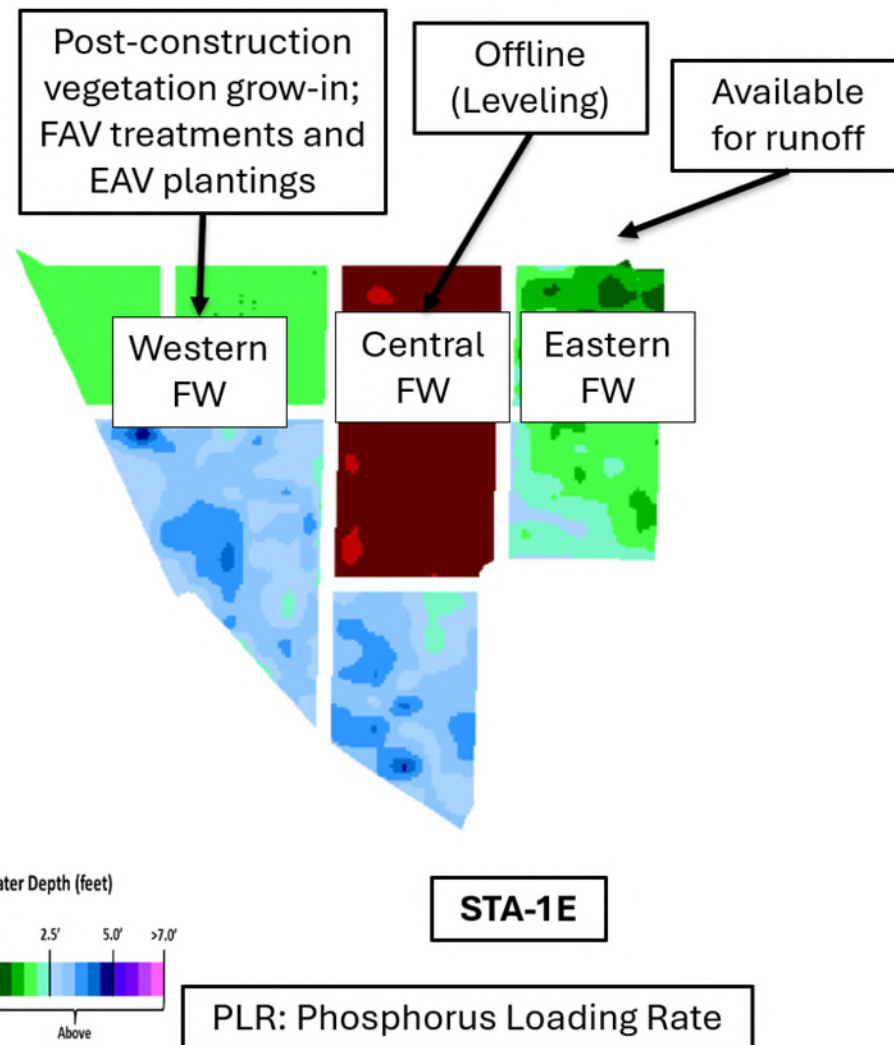 Post-construction
vegetation grow-in;
FAV treatments and
EAV plantings
Offline
(Leveling)
Available
for runoff
Western
FW
Central
FW
Eastern
FW
Depth (feet)
2.5' 5.0' >7.0'
Above
STA-1E
PLR: Phosphorus Loading Rate